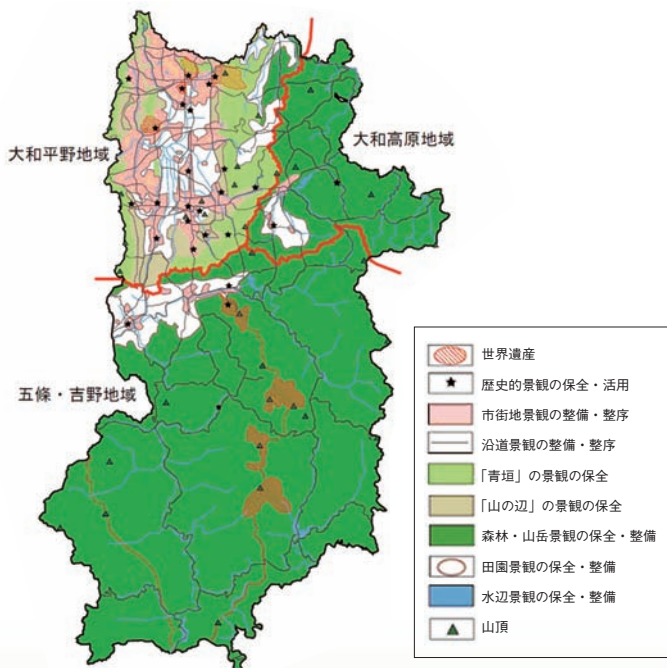 大和平野地域
大和高原地域
五條・吉野地域
世界遺産
歴史的景観の保全・活用
市街地景観の整備・整序
沿道景観の整備・整序
「青垣」の景観の保全
「山の辺」の景観の保全
森林・山岳景観の保全・整備
田園景観の保全・整備
水辺景観の保全・整備
山頂